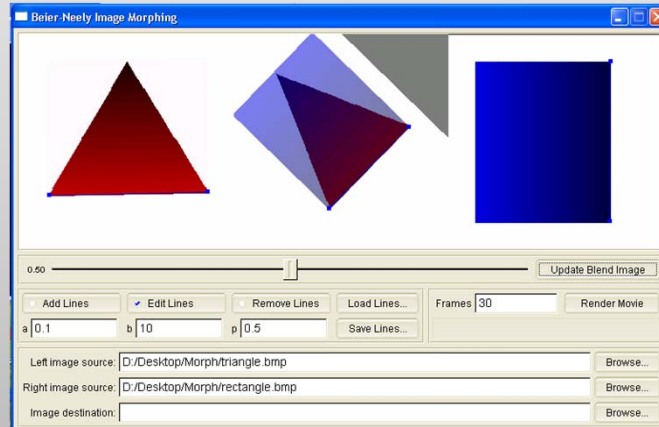 Beier-Neely Image Morphing
0.50 Update Blend Image
Add Lines Edit Lines Remove Lines Load Lines... Frames 30 Render Movie
a 0.1 b 10 p 0.5 Save Lines...
Left image source: D:/Desktop/Morph/triangle.bmp Browse...
Right image source: D:/Desktop/Morph/rectangle.bmp Browse...
Image destination: Browse...